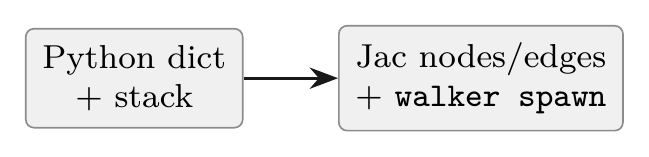 Python dict
+ stack
Jac nodes/edges
+ walker spawn